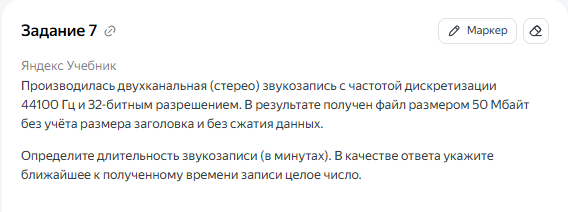 Задание 7
Маркер
Яндекс Учебник
Производилась двухканальная (стерео) звукозапись с частотой дискретизации
44100 Гц и 32-битным разрешением. В результате получен файл размером 50 Мбайт
без учёта размера заголовка и без сжатия данных.
Определите длительность звукозаписи (в минутах). В качестве ответа укажите
ближайшее к полученному времени записи целое число.